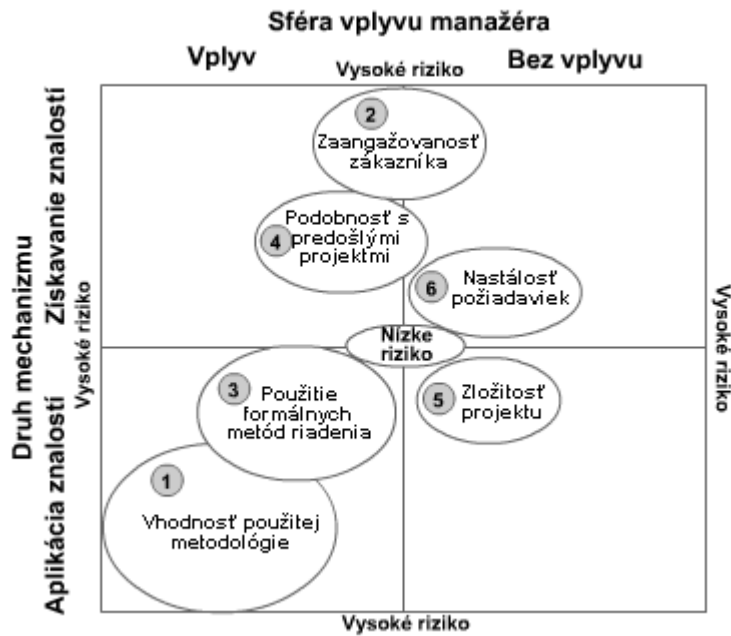 Sféra vplyvu manažéra
Vplyv
Bez vplyvu
Vysoké riziko
Druh mechanizmu
Získavanie znalostí
Aplikácia znalostí
Vysoké riziko
2
Zaangažovanosť
zákazníka
4
Podobnosť s
predošlými
projektmi
6
Nastálosť
požiadaviek
Nízke
riziko
3
Použitie
formálnych
metód riadenia
5
Zložitosť
projektu
1
Vhodnosť použitej
metodológie
Vysoké riziko
Vysoké riziko